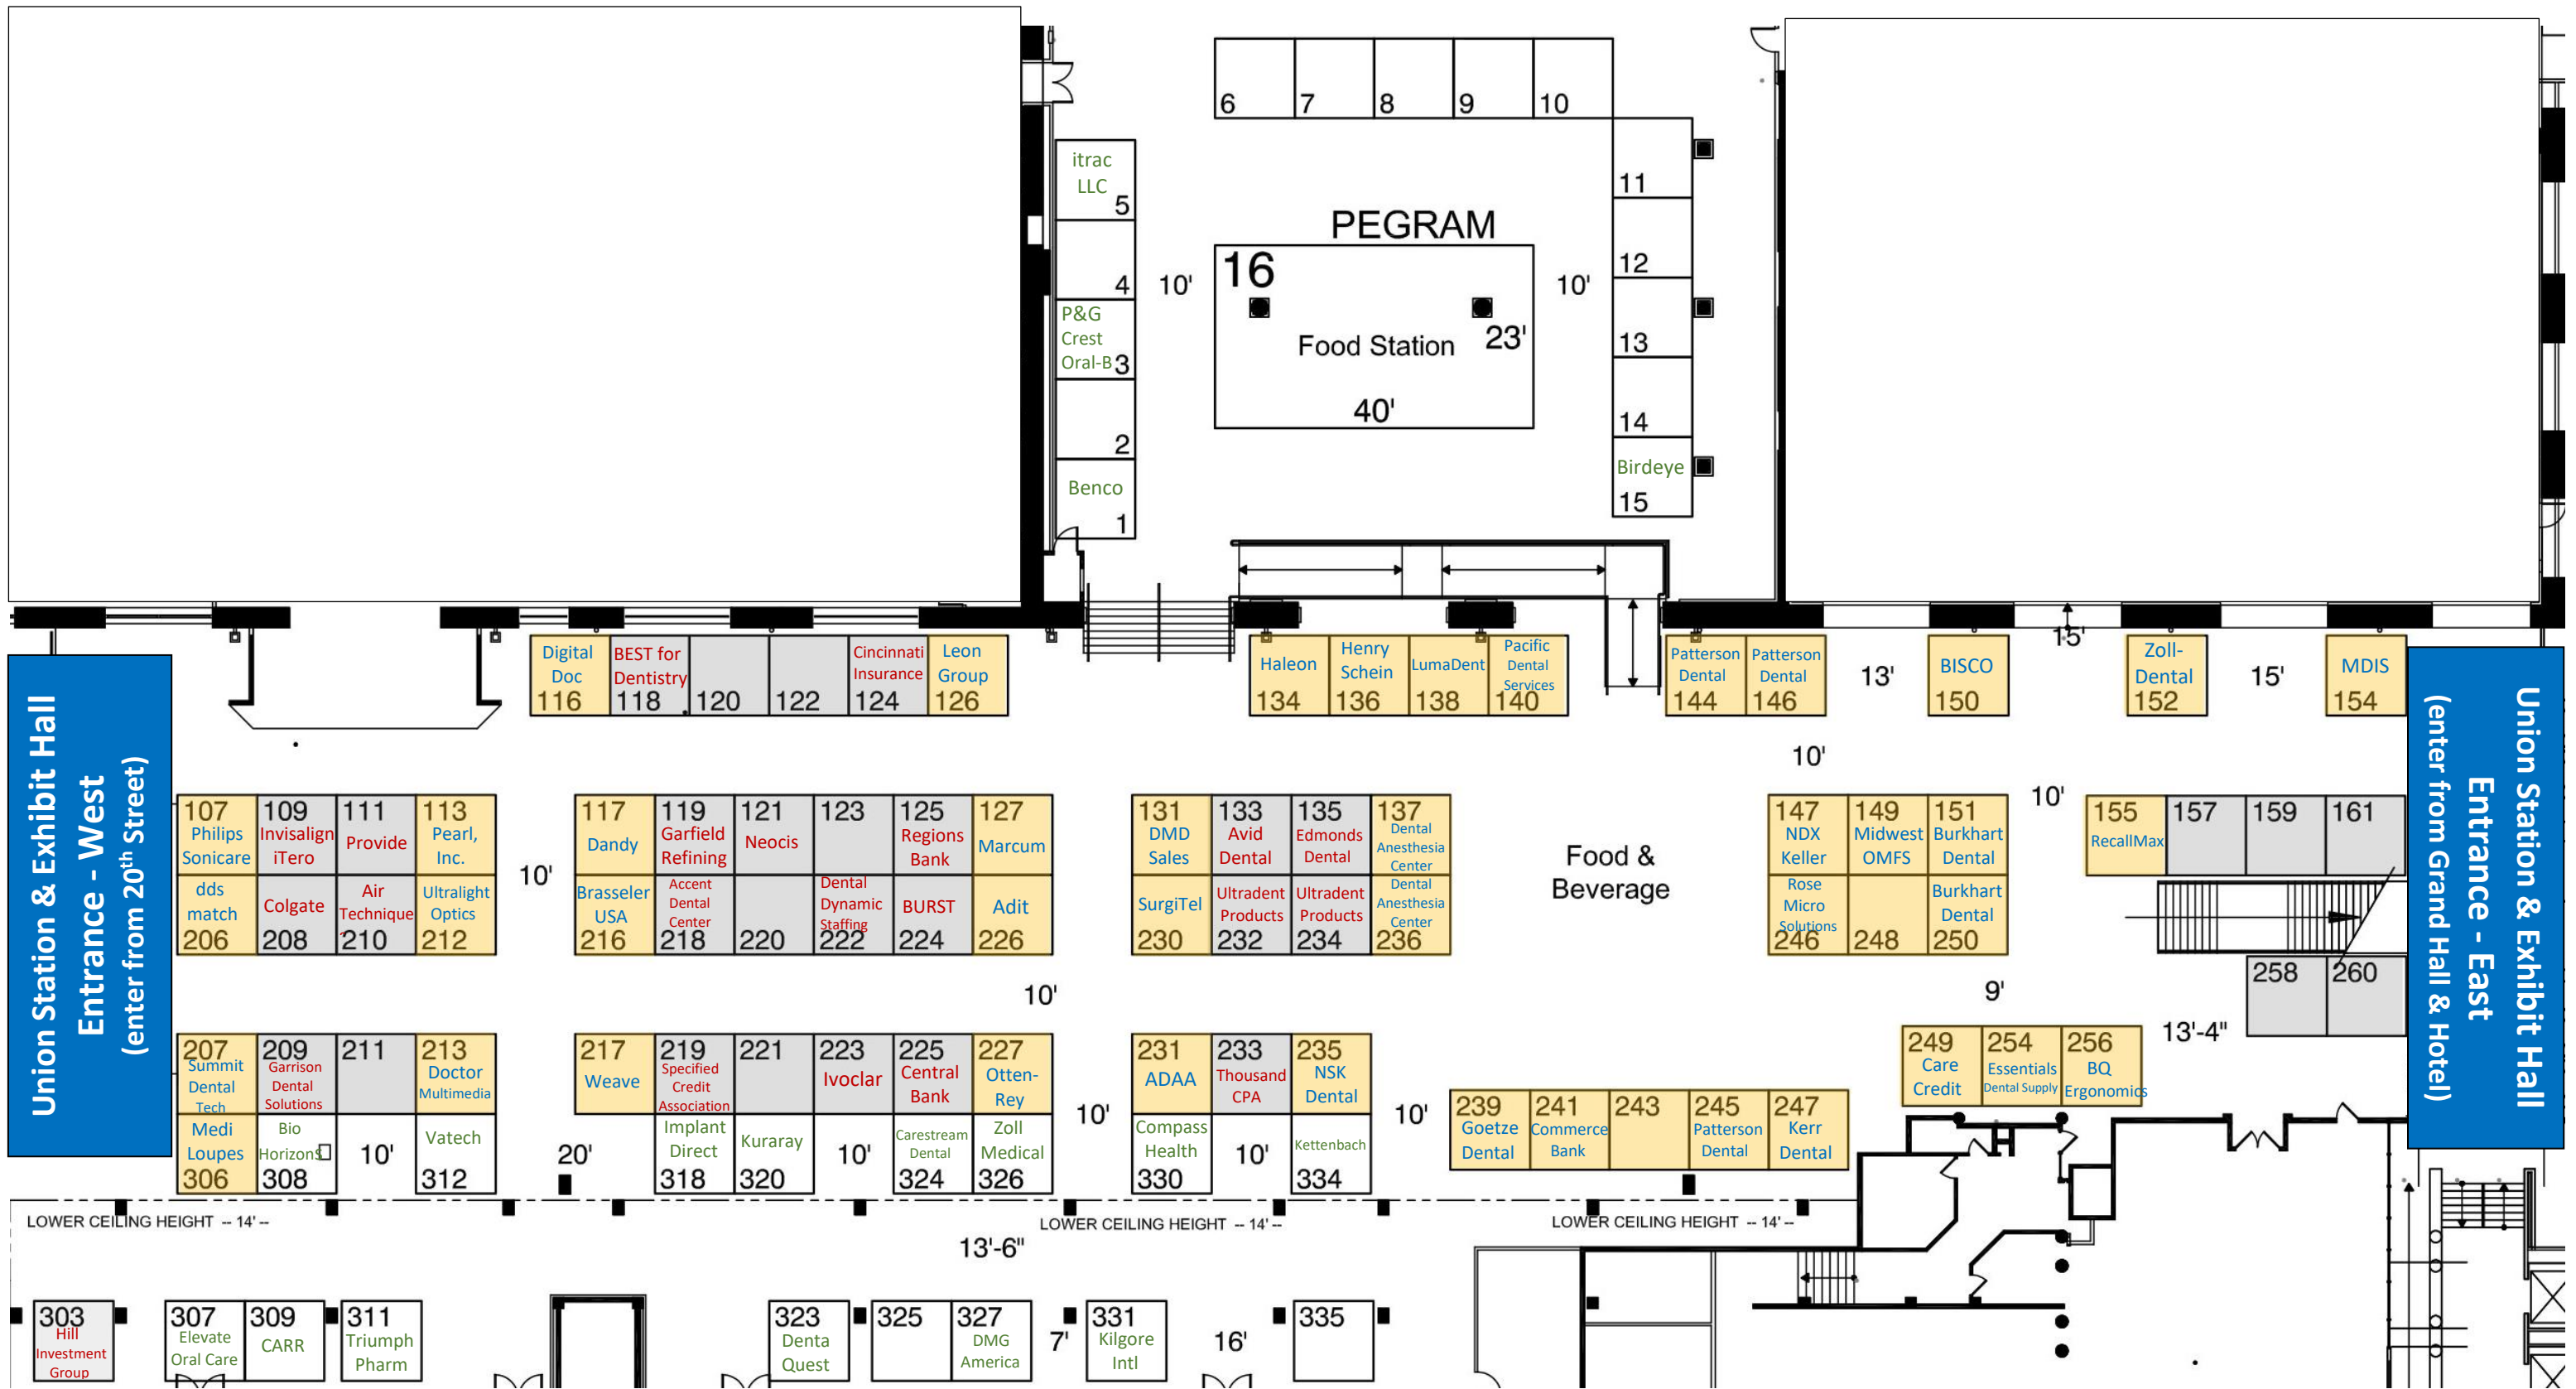 6
7
8
9
10
itrac
LLC
5
4
P&G
Crest
Oral-B 3
2
Benco
1
PEGRAM
10'
10'
16
Food Station
23'
40'
11
12
13
14
Birdeye
15
Union Station & Exhibit Hall
Entrance - West
(enter from 20th Street)
Union Station & Exhibit Hall
Entrance - East
(enter from Grand Hall & Hotel)
Digital
Doc
116
BEST for
Dentistry
118
120
122
Cincinnati
Insurance
124
Leon
Group
126
Haleon
134
Henry
Schein
136
LumaDent
138
Pacific
Dental
Services
140
Patterson
Dental
144
Patterson
Dental
146
13'
BISCO
150
15'
Zoll-
Dental
152
15'
MDIS
154
10'
10'
107
Philips
Sonicare
109
Invisalign
iTero
111
Provide
113
Pearl,
Inc.
dds
match
206
Colgate
208
Air
Technique
210
Ultralight
Optics
212
10'
117
Dandy
119
Garfield
Refining
121
Neocis
123
125
Regions
Bank
127
Marcum
Brasseler
USA
216
Accent
Dental
Center
218
220
Dental
Dynamic
Staffing
222
BURST
224
Adit
226
131
DMD
Sales
133
Avid
Dental
135
Edmonds
Dental
137
Dental
Anesthesia
Center
SurgiTel
230
Ultradent
Products
232
Ultradent
Products
234
Dental
Anesthesia
Center
236
Food &
Beverage
147
NDX
Keller
149
Midwest
OMFS
151
Burkhart
Dental
Rose
Micro
Solutions
246
248
Burkhart
Dental
250
155
RecallMax
157
159
161
258
260
10'
9'
13'-4"
207
Summit
Dental
Tech
209
Garrison
Dental
Solutions
211
213
Doctor
Multimedia
Medi
Loupes
306
Bio
Horizons
308
10'
Vatech
312
20'
217
Weave
219
Specified
Credit
Association
221
223
Ivoclar
225
Central
Bank
227
Otten-
Rey
Implant
Direct
318
Kuraray
320
10'
Carestream
Dental
324
Zoll
Medical
326
10'
231
ADAA
233
Thousand
CPA
235
NSK
Dental
Compass
Health
330
10'
Kettenbach
334
10'
239
Goetze
Dental
241
Commerce
Bank
243
245
Patterson
Dental
247
Kerr
Dental
249
Care
Credit
254
Essentials
Dental Supply
256
BQ
Ergonomics
LOWER CEILING HEIGHT -- 14' --
LOWER CEILING HEIGHT -- 14' --
LOWER CEILING HEIGHT -- 14' --
13'-6"
303
Hill
Investment
Group
307
Elevate
Oral Care
309
CARR
311
Triumph
Pharm
323
Denta
Quest
325
327
DMG
America
7'
331
Kilgore
Intl
16'
335